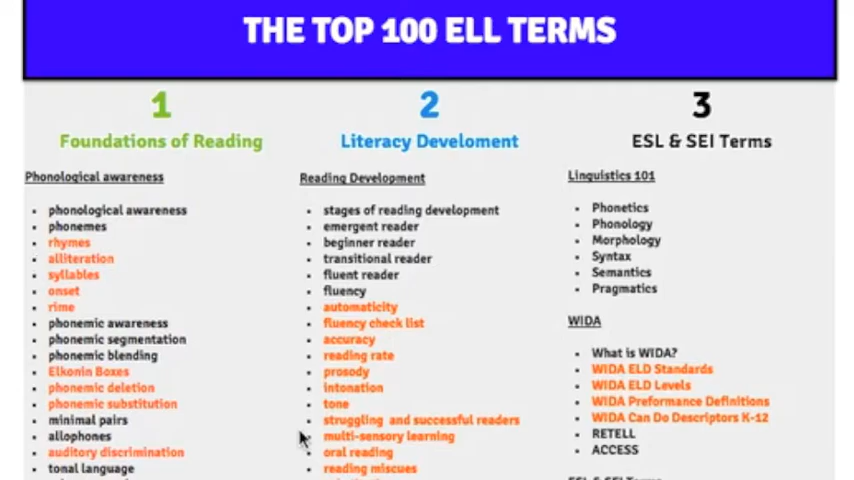 THE TOP 100 ELL TERMS
1
Foundations of Reading
Phonological awareness
phonological awareness
phonemes
rhymes
alliteration
syllables
onset
rime
phonemic awareness
phonemic segmentation
phonemic blending
Elkonin Boxes
phonemic deletion
phonemic substitution
minimal pairs
allophones
auditory discrimination
tonal language
2
Literacy Develoment
Reading Development
stages of reading development
emergent reader
beginner reader
transitional reader
fluent reader
fluency
automaticity
fluency check list
accuracy
reading rate
prosody
intonation
tone
struggling and successful readers
multi-sensory learning
oral reading
reading miscues
3
ESL & SEI Terms
Linguistics 101
Phonetics
Phonology
Morphology
Syntax
Semantics
Pragmatics
WIDA
What is WIDA?
WIDA ELD Standards
WIDA ELD Levels
WIDA Preformance Definitions
WIDA Can Do Descriptors K-12
RETELL
ACCESS